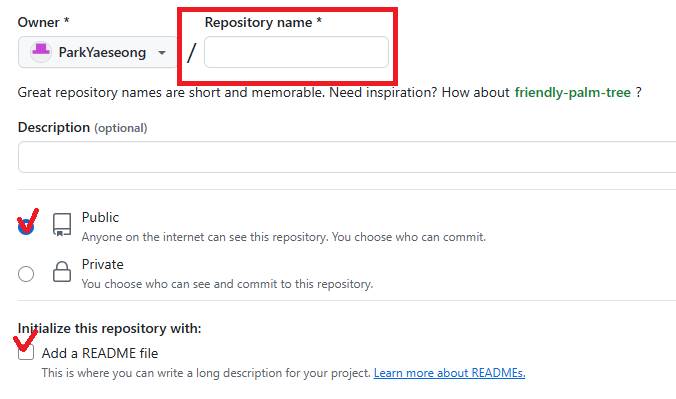 Owner * Repository name *
ParkYaeseong /
Great repository names are short and memorable. Need inspiration? How about friendly-palm-tree ?
Description (optional)
Public
Anyone on the internet can see this repository. You choose who can commit.
Private
You choose who can see and commit to this repository.
Initialize this repository with:
Add a README file
This is where you can write a long description for your project. Learn more about READMEs.